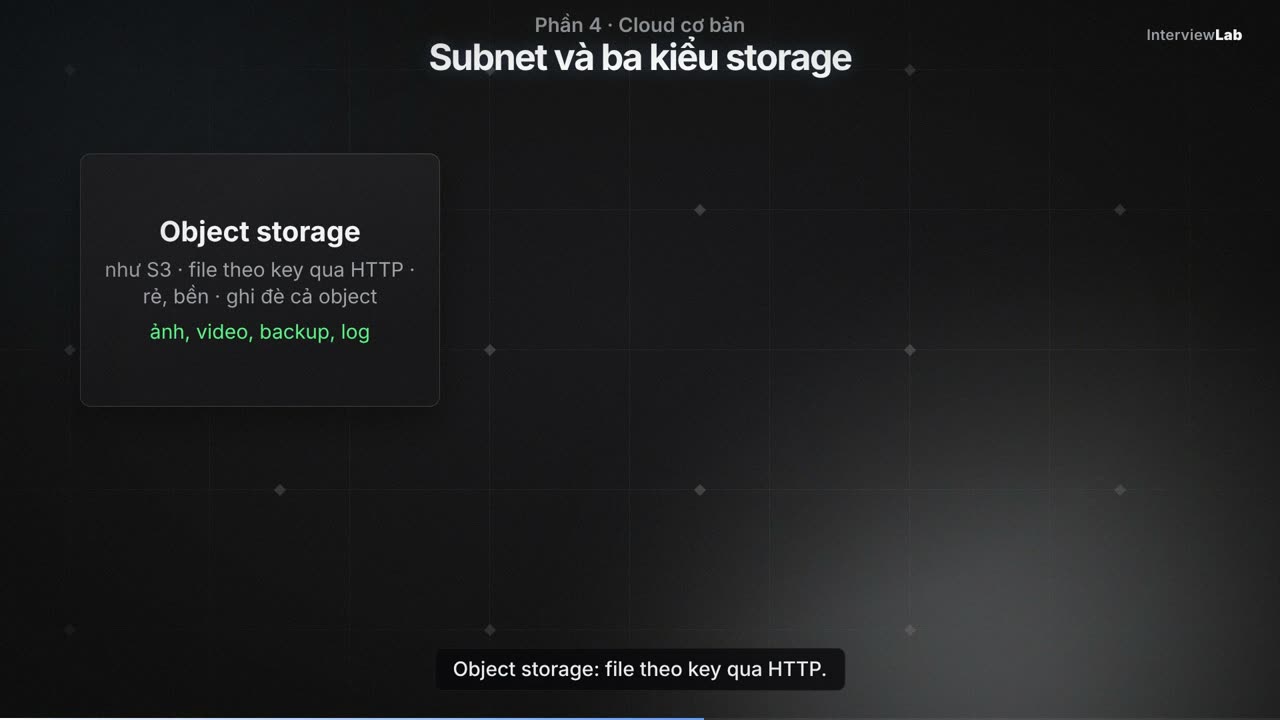 Phần 4 · Cloud cơ bản
Subnet và ba kiểu storage
InterviewLab
Object storage
như S3 · file theo key qua HTTP ·
rẻ, bền · ghi đè cả object
ảnh, video, backup, log
Object storage: file theo key qua HTTP.